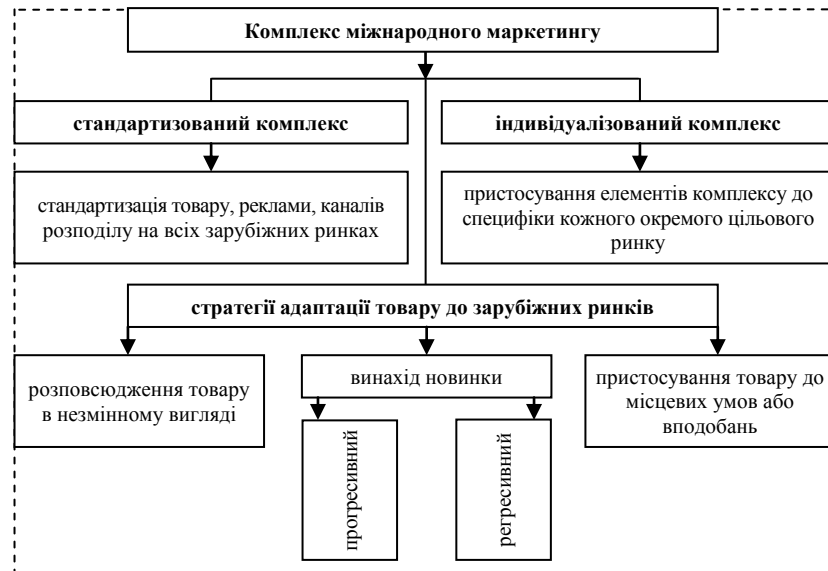 Комплекс міжнародного маркетингу
стандартизований комплекс
індивідуалізований комплекс
стандартизація товару, реклами, каналів
розподілу на всіх зарубіжних ринках
пристосування елементів комплексу до
специфіки кожного окремого цільового
ринку
стратегії адаптації товару до зарубіжних ринків
розповсюдження товару
в незмінному вигляді
винахід новинки
пристосування товару до
місцевих умов або
вподобань
прогресивний
регресивний